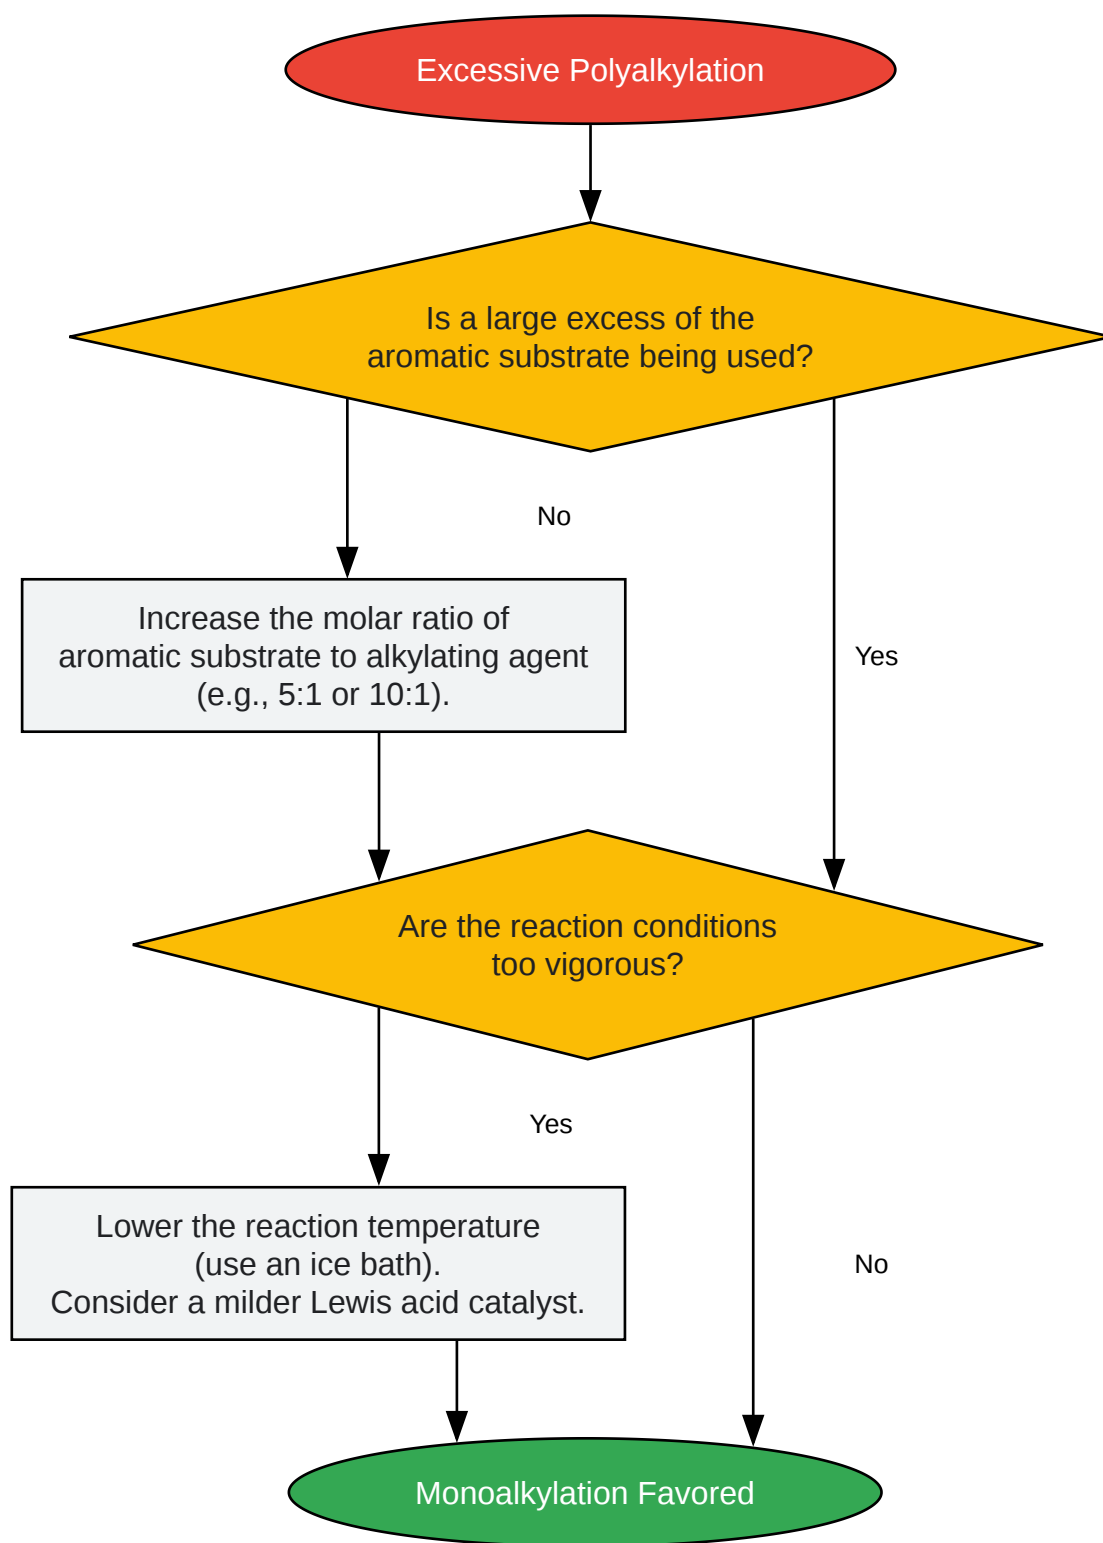 Excessive Polyalkylation
Is a large excess of the
aromatic substrate being used?
No
Increase the molar ratio of
aromatic substrate to alkylating agent
(e.g., 5:1 or 10:1).
Yes
Are the reaction conditions
too vigorous?
Yes
Lower the reaction temperature
(use an ice bath).
Consider a milder Lewis acid catalyst.
No
Monoalkylation Favored